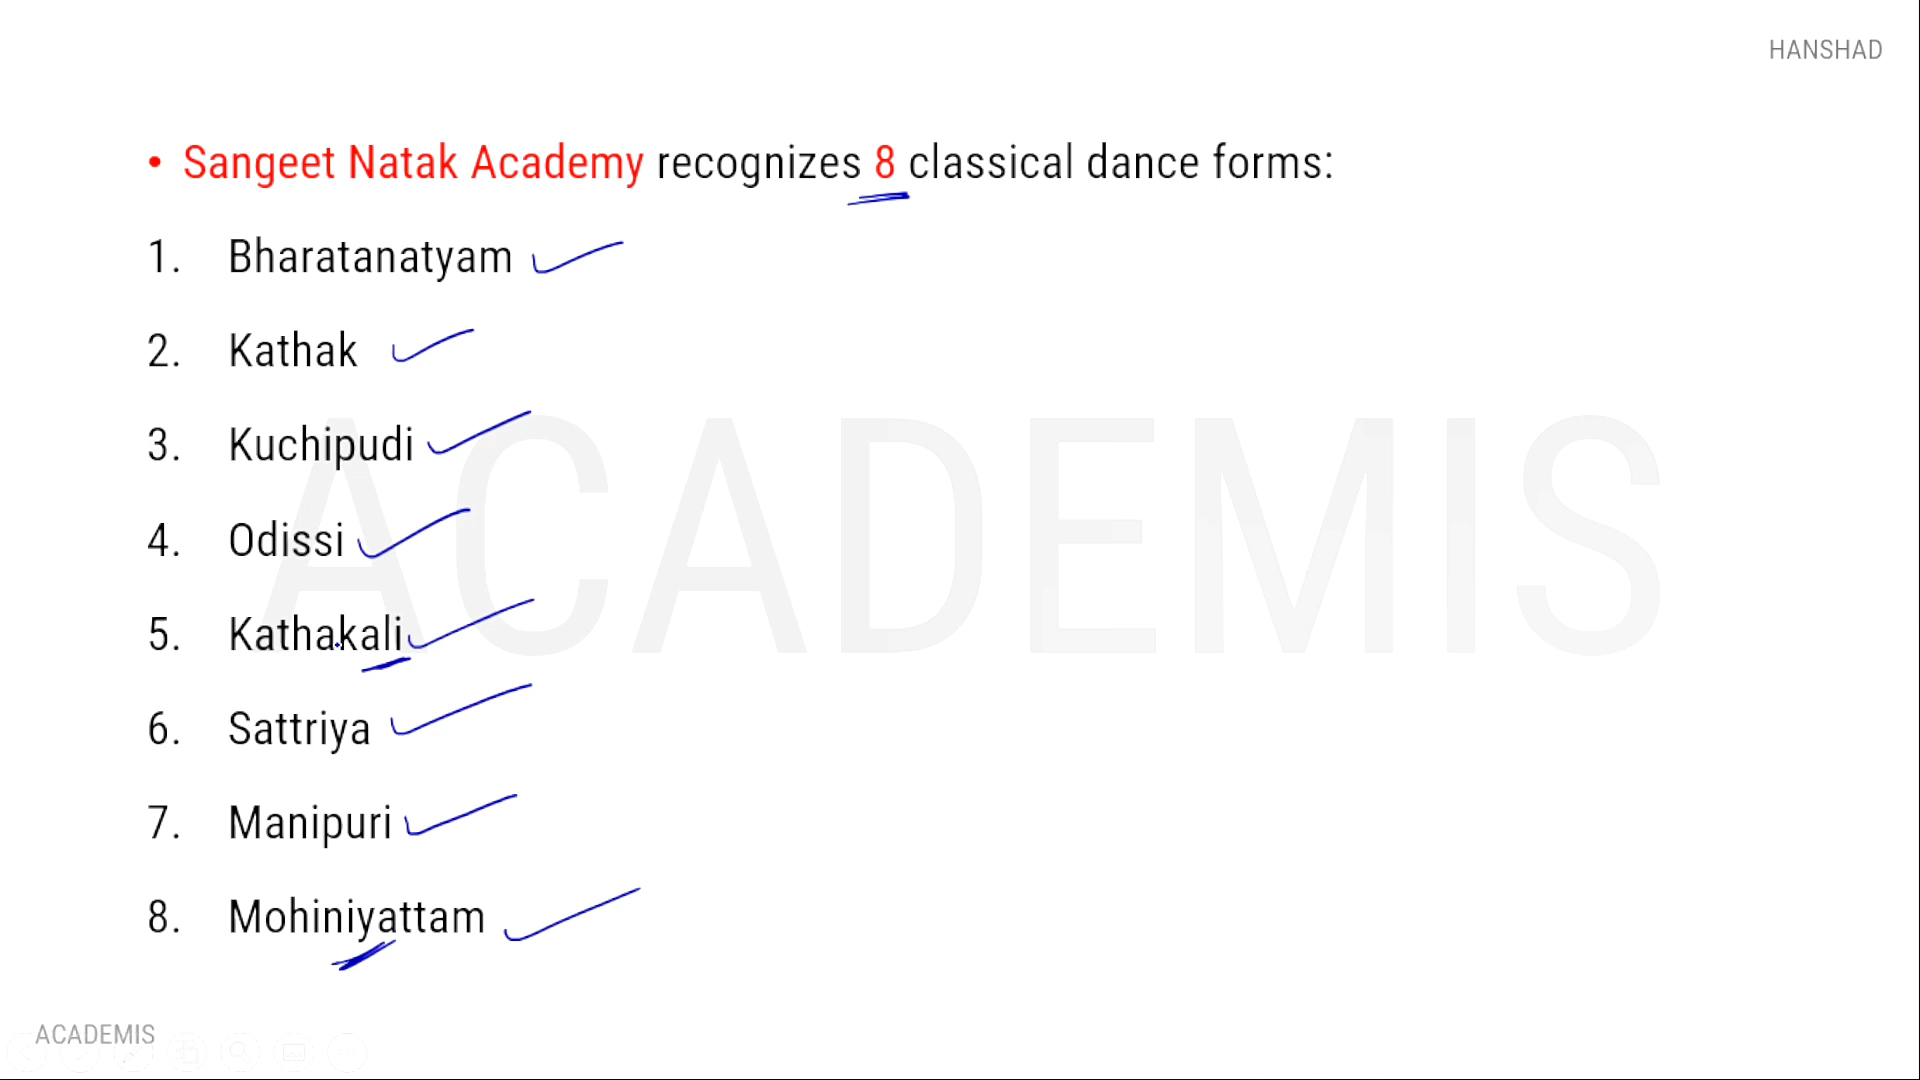 HANSHAD
• Sangeet Natak Academy recognizes 8 classical dance forms:
1. Bharatanatyam
2. Kathak
3. Kuchipudi
4. Odissi
5. Kathakali
6. Sattriya
7. Manipuri
8. Mohiniyattam
ACADEMIS
ACADEMIS